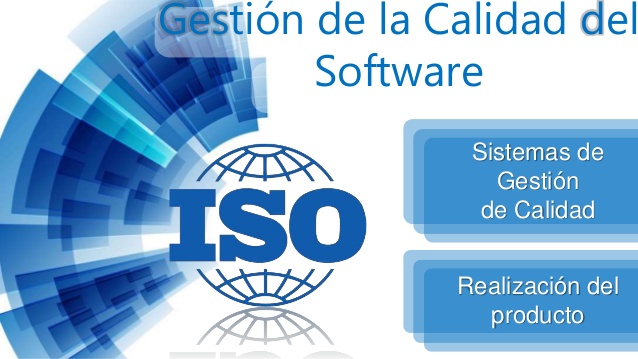 Gestión de la Calidad del
Software
ISO
Sistemas de
Gestión
de Calidad
Realización del
producto